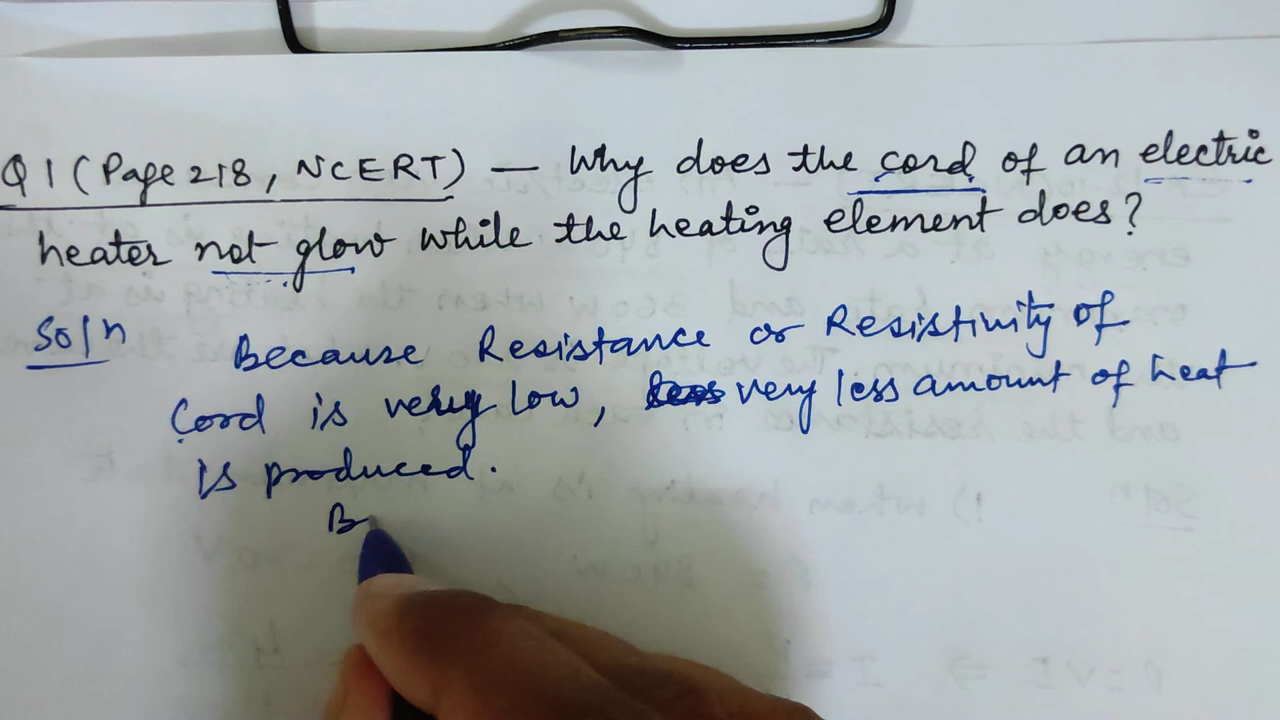 Q1 (Page 218, NCERT) — Why does the cord of an electric
heater not glow while the heating element does?
Soln Because Resistance or Resistivity of
Cord is very low, very less amount of heat
is produced.
B